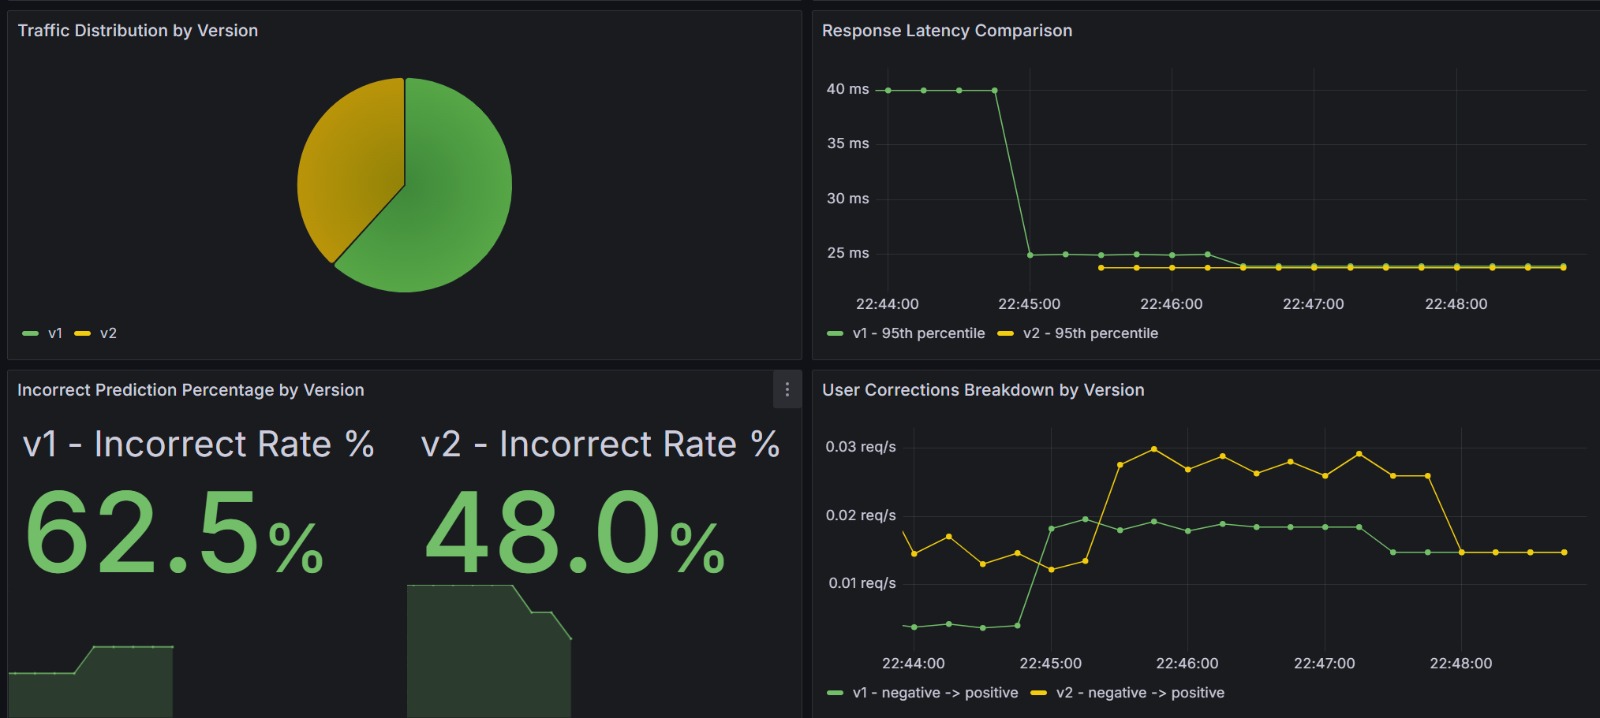 Traffic Distribution by Version
v1 v2
Response Latency Comparison
40 ms
35 ms
30 ms
25 ms
22:44:00 22:45:00 22:46:00 22:47:00 22:48:00
v1 - 95th percentile v2 - 95th percentile
Incorrect Prediction Percentage by Version
v1 - Incorrect Rate % v2 - Incorrect Rate %
62.5% 48.0%
User Corrections Breakdown by Version
0.03 req/s
0.02 req/s
0.01 req/s
22:44:00 22:45:00 22:46:00 22:47:00 22:48:00
v1 - negative -> positive v2 - negative -> positive